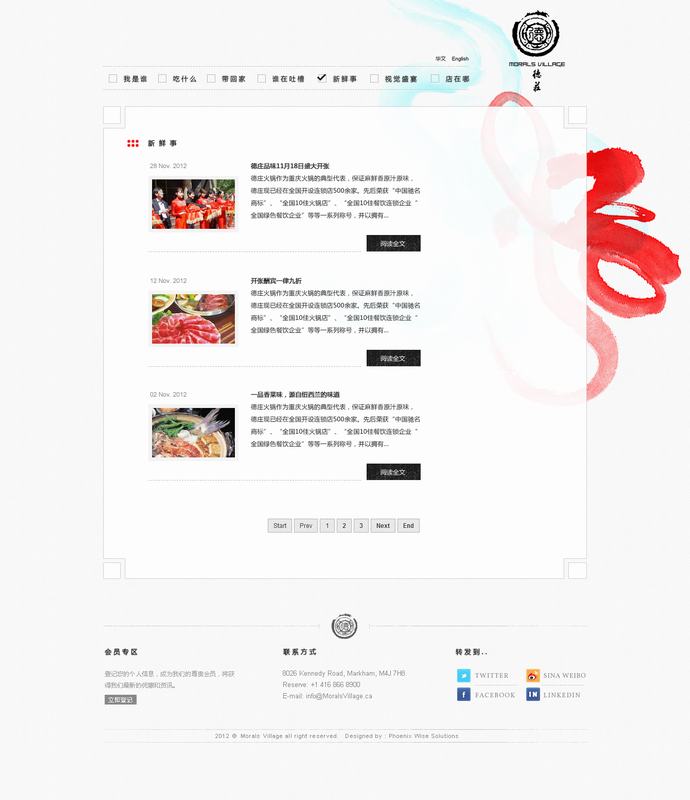 MORALS VILLAGE
德
莊
华文 English
我是谁 吃什么 带回家 谁在吐槽 新鲜事 视觉盛宴 店在哪
新鲜事
28 Nov. 2012
德庄品味11月18日盛大开张
德庄火锅作为重庆火锅的典型代表，保证麻鲜香原汁原味，
德庄现已经在全国开设连锁店500余家。先后荣获“中国驰名
商标”、“全国10佳火锅店”、“全国10佳餐饮连锁企业“
全国绿色餐饮企业”等等一系列称号，并以拥有...
阅读全文
12 Nov. 2012
开张酬宾一律九折
德庄火锅作为重庆火锅的典型代表，保证麻鲜香原汁原味，
德庄现已经在全国开设连锁店500余家。先后荣获“中国驰名
商标”、“全国10佳火锅店”、“全国10佳餐饮连锁企业“
全国绿色餐饮企业”等等一系列称号，并以拥有...
阅读全文
02 Nov. 2012
一品香菜味，源自纽西兰的味道
德庄火锅作为重庆火锅的典型代表，保证麻鲜香原汁原味，
德庄现已经在全国开设连锁店500余家。先后荣获“中国驰名
商标”、“全国10佳火锅店”、“全国10佳餐饮连锁企业“
全国绿色餐饮企业”等等一系列称号，并以拥有...
阅读全文
Start Prev 1 2 3 Next End
会员专区
登记您的个人信息，成为我们的尊贵会员，将获
得我们最新的优惠和资讯。
立即登记
联系方式
8026 Kennedy Road, Markham, M4J 7H8
Reserve: +1 416 866 8900
E-mail: info@MoralsVillage.ca
转发到..
TWITTER SINA WEIBO
FACEBOOK LINKEDIN
2012 © Morals Village all right reserved. Designed by : Phoenix Wise Solutions